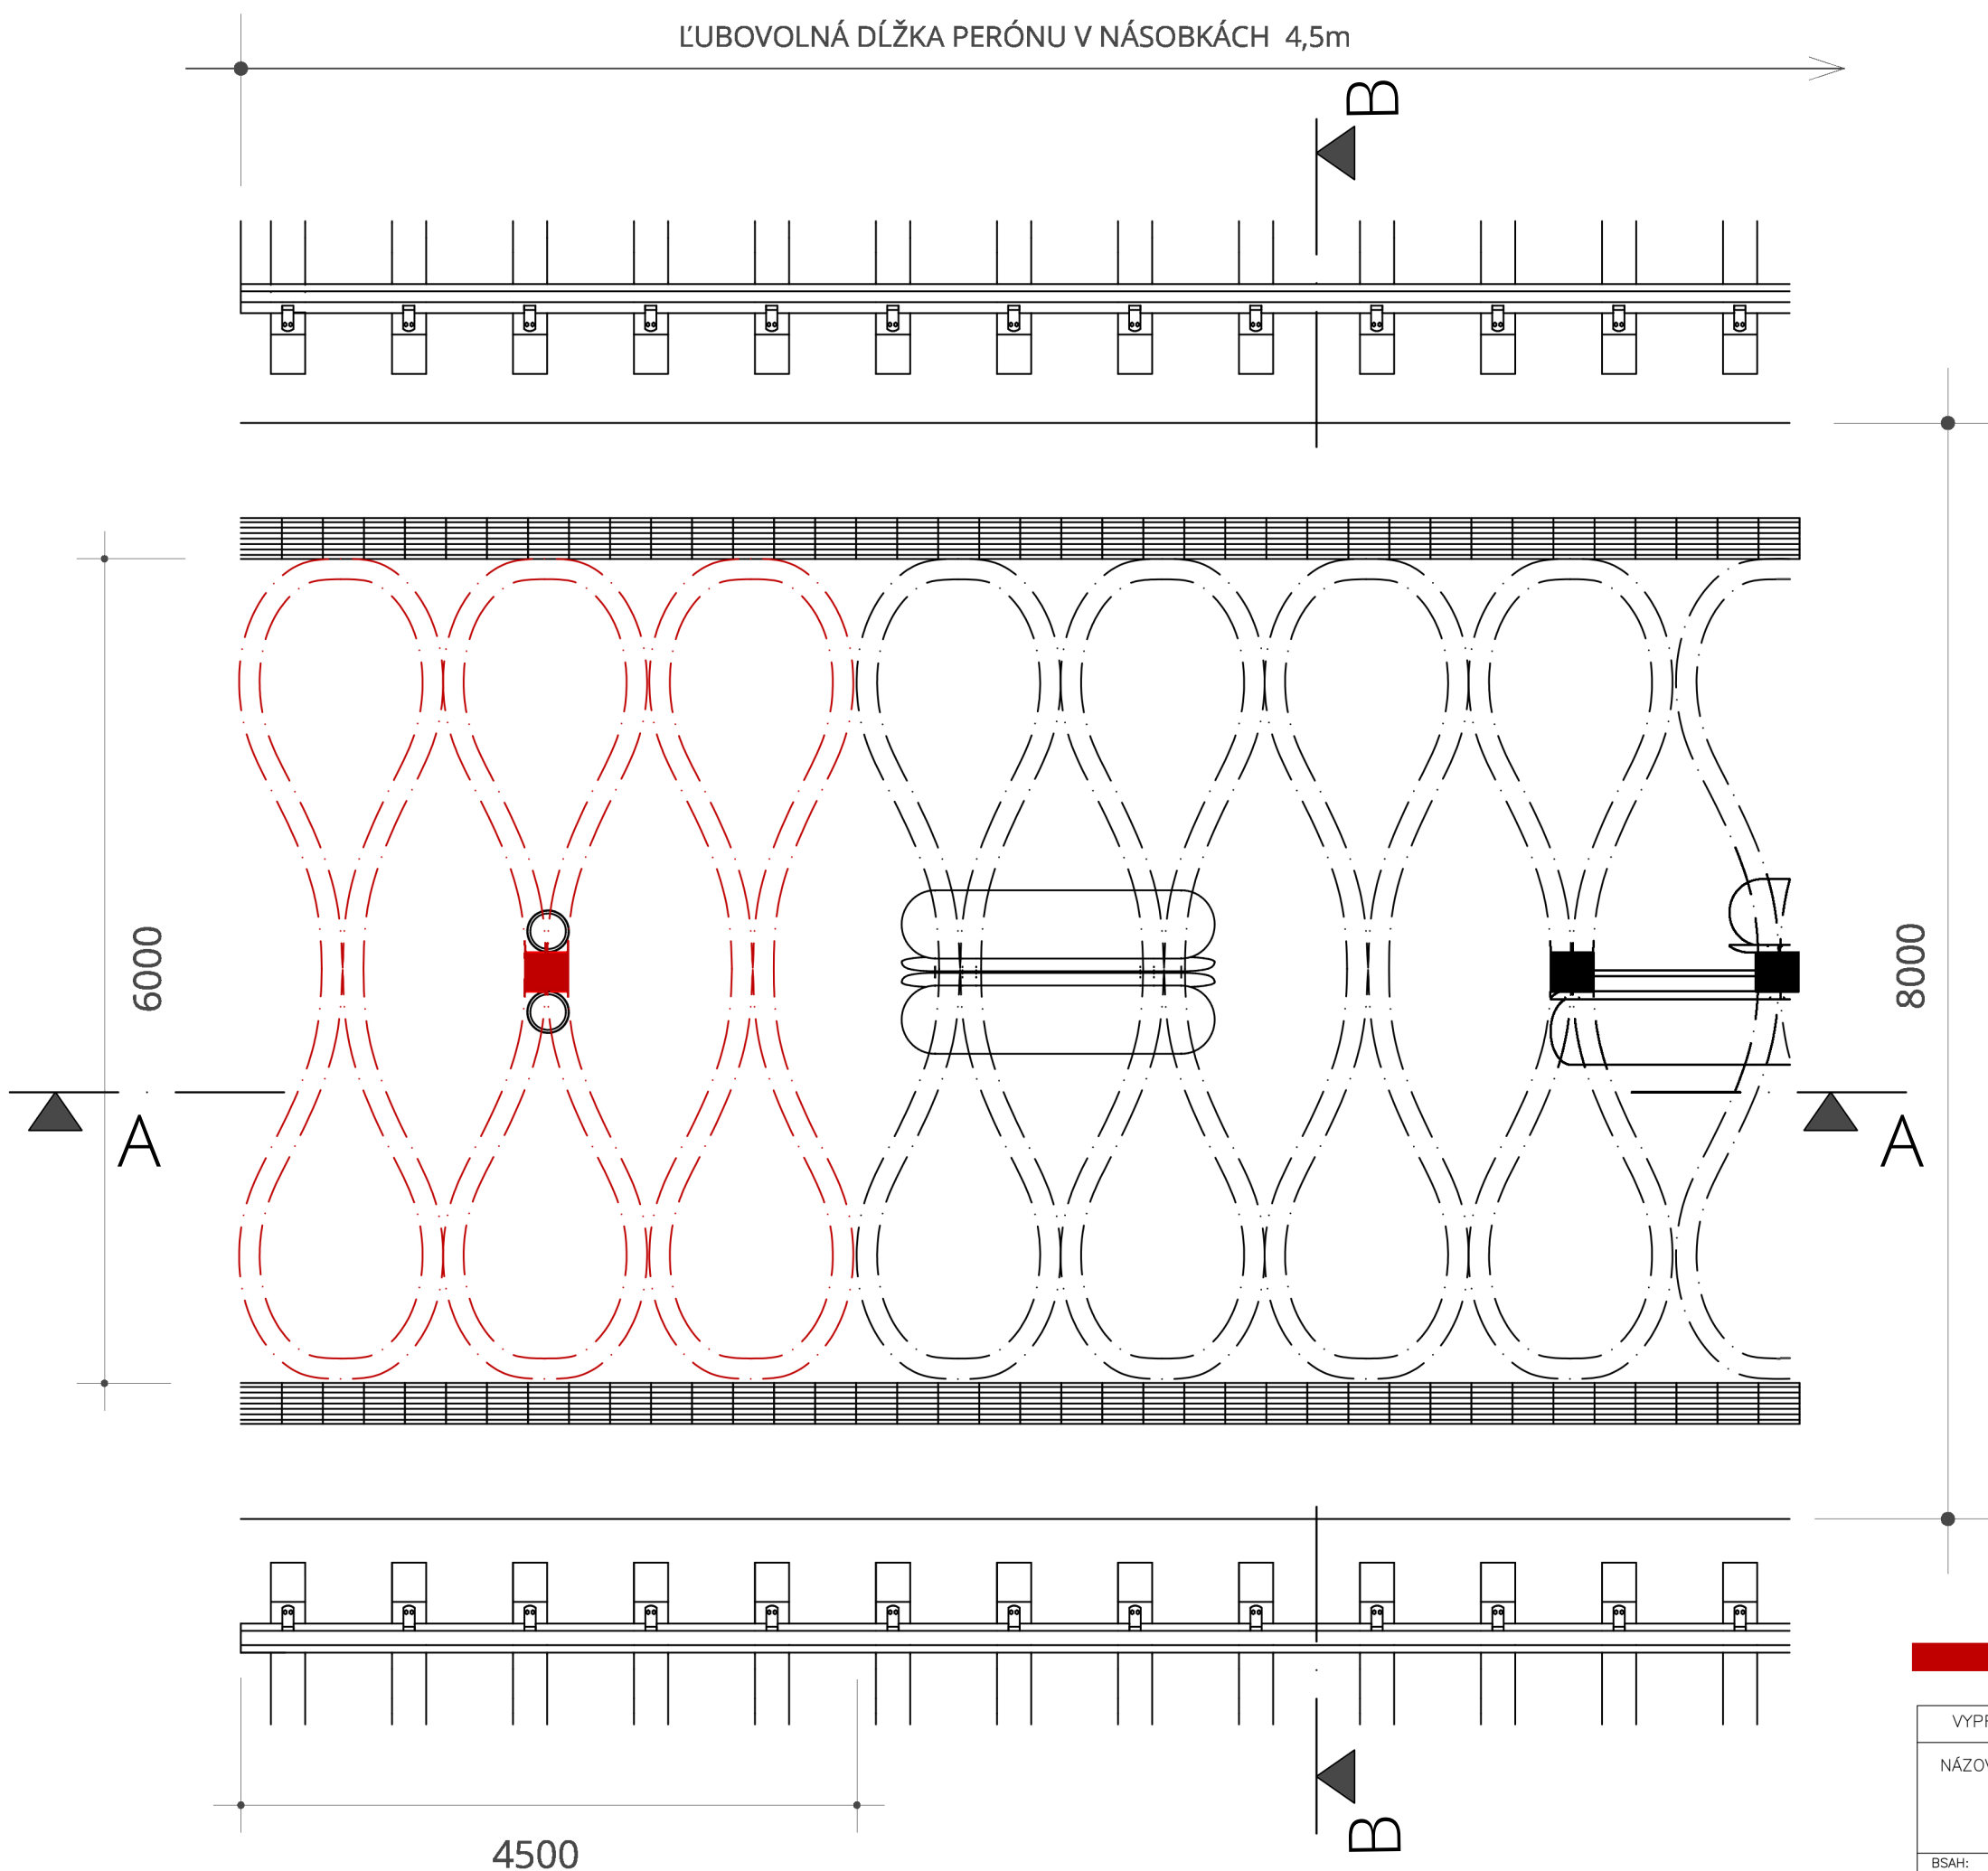 ĽUBOVOLNÁ DĹŽKA PERÓNU V NÁSOBKÁCH 4,5m
B
6000
8000
A
A
B
4500
BSAH: